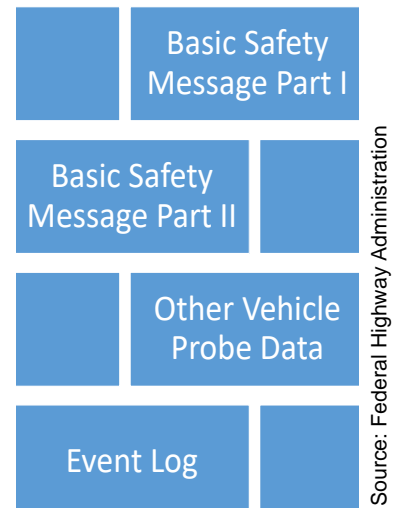 Basic Safety
Message Part I
Basic Safety
Message Part II
Other Vehicle
Probe Data
Event Log
Source: Federal Highway Administration